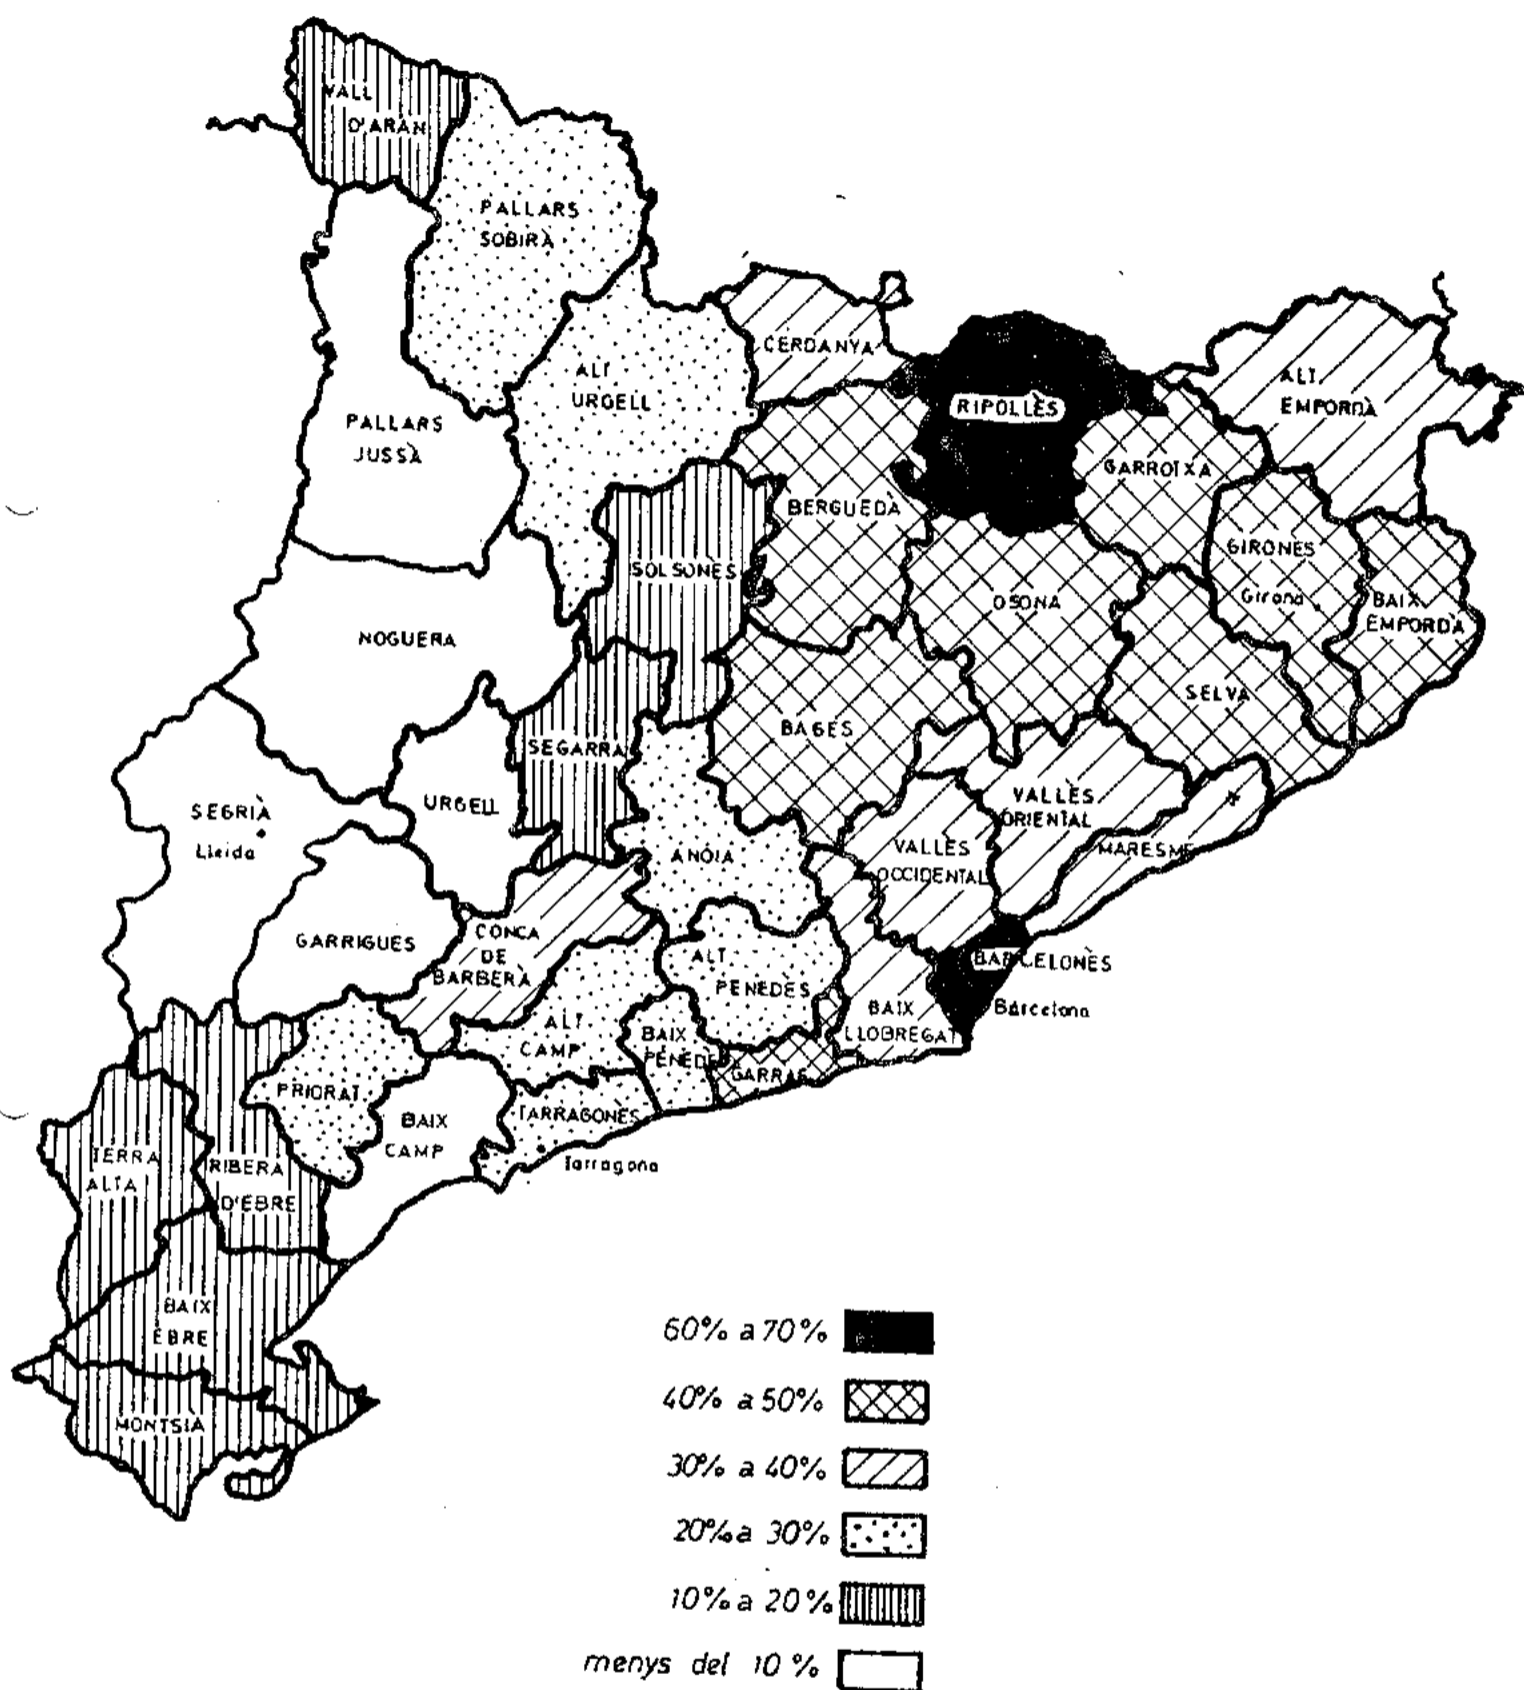 VALL
D'ARAN
PALLARS
SOBIRÀ
CERDANYA
ALT
URGELL
RIPOLLÈS
ALT
EMPORDÀ
PALLARS
JUSSÀ
GARROTXA
BERGUEDÀ
GIRONÈS
Girona
SOLSONÈS
OSONA
BAIX
EMPORDÀ
NOGUERA
SELVA
SEGARRA
BAGES
SEGRIÀ
Lleida
URGELL
VALLÈS
ORIENTAL
ANOIA
VALLÈS
OCCIDENTAL
MARESME
GARRIGUES
CONCA
DE
BARBERÀ
ALT
PENEDÈS
BARCELONÈS
Barcelona
ALT
CAMP
BAIX
PENEDÈ
BAIX
LLOBREGAT
GARRAF
PRIORAT
BAIX
CAMP
TARRAGONÈS
Tarragona
TERRA
ALTA
RIBERA
D'EBRE
BAIX
EBRE
MONTSIÀ
60% a 70%
40% a 50%
30% a 40%
20% a 30%
10% a 20%
menys del 10%